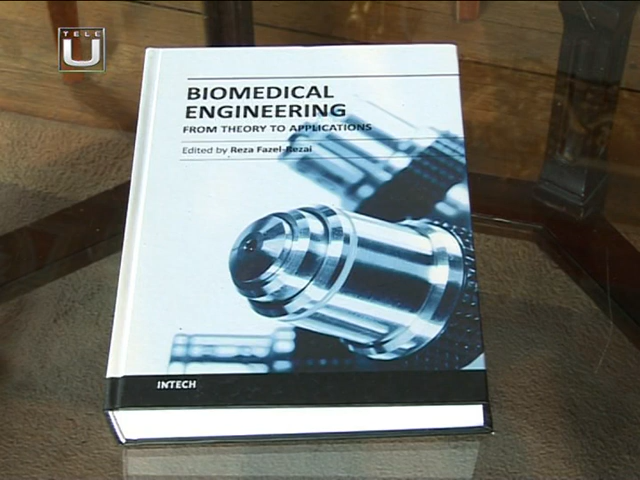 TELE
U
BIOMEDICAL
ENGINEERING
FROM THEORY TO APPLICATIONS
Edited by Reza Fazel-Rezai
INTECH